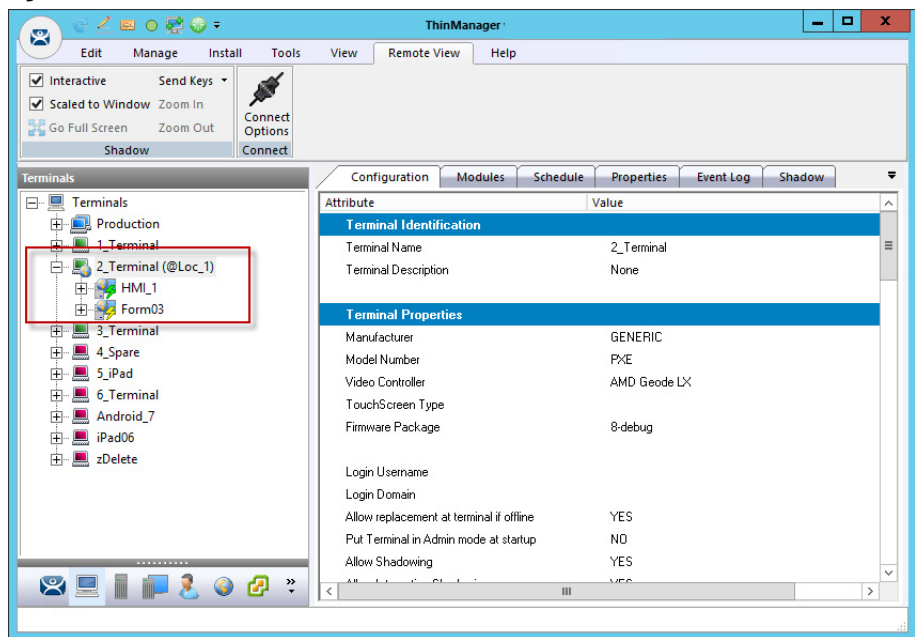 ThinManager
Edit Manage Install Tools View Remote View Help
Interactive Send Keys
Scaled to Window Zoom In
Go Full Screen Zoom Out
Connect Options
Shadow Connect
Terminals
Configuration Modules Schedule Properties Event Log Shadow
Terminals
Production
1_Terminal
2_Terminal (@Loc_1)
HMI_1
Form03
3_Terminal
4_Spare
5_iPad
6_Terminal
Android_7
iPad06
zDelete
Attribute Value
Terminal Identification
Terminal Name 2_Terminal
Terminal Description None
Terminal Properties
Manufacturer GENERIC
Model Number PXE
Video Controller AMD Geode LX
TouchScreen Type
Firmware Package 8-debug
Login Username
Login Domain
Allow replacement at terminal if offline YES
Put Terminal in Admin mode at startup NO
Allow Shadowing YES